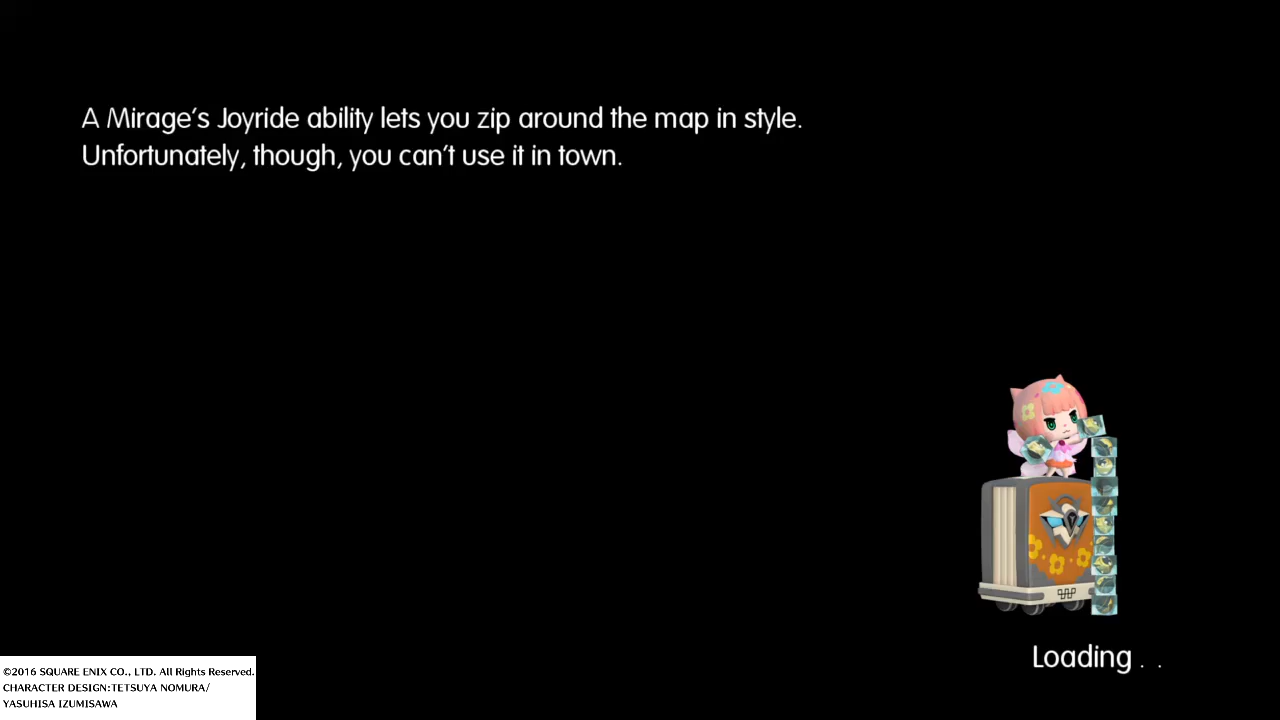 A Mirage's Joyride ability lets you zip around the map in style.
Unfortunately, though, you can't use it in town.
Loading . .
©2016 SQUARE ENIX CO., LTD. All Rights Reserved.
CHARACTER DESIGN:TETSUYA NOMURA/
YASUHISA IZUMISAWA